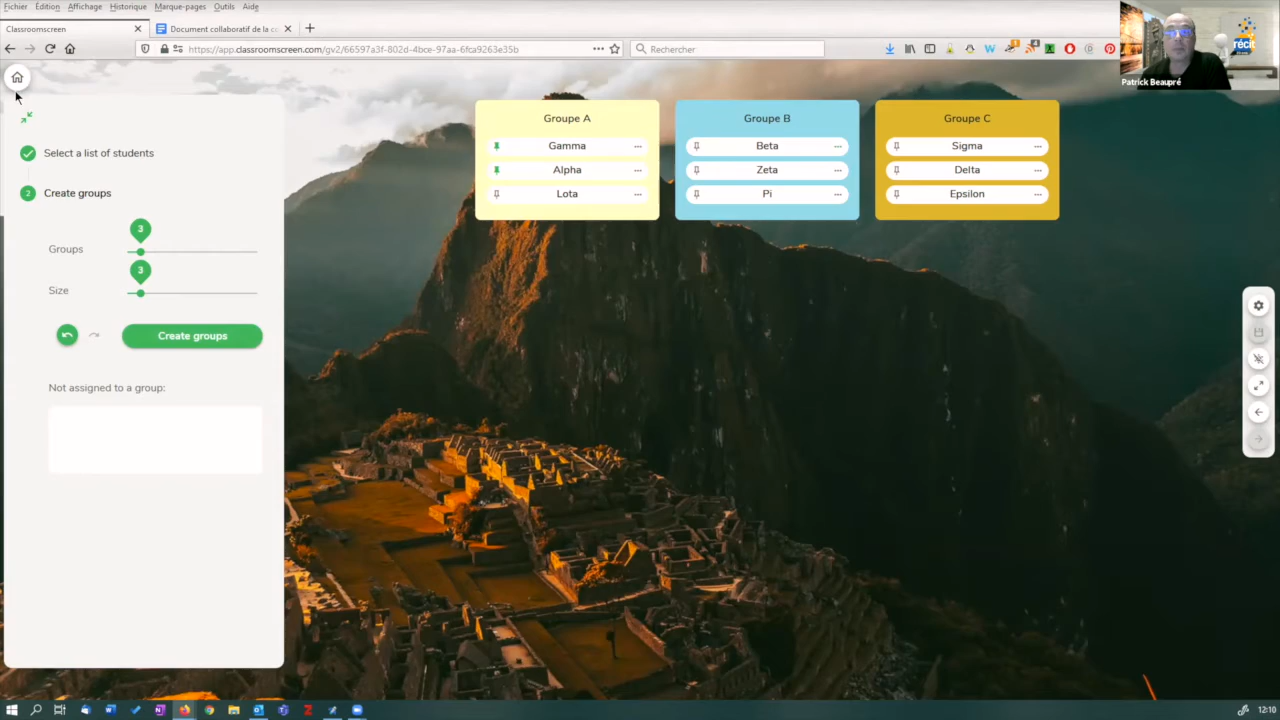 Fichier Édition Affichage Historique Marque-pages Outils Aide
Classroomscreen
Document collaboratif de la co
https://app.classroomscreen.com/gv2/66597a3f-802d-4bce-97aa-6fca9263e35b
Rechercher
récit
Patrick Beaupré
Select a list of students
2 Create groups
3
Groups
3
Size
Create groups
Not assigned to a group:
Groupe A
Gamma
Alpha
Lota
Groupe B
Beta
Zeta
Pi
Groupe C
Sigma
Delta
Epsilon
12:10